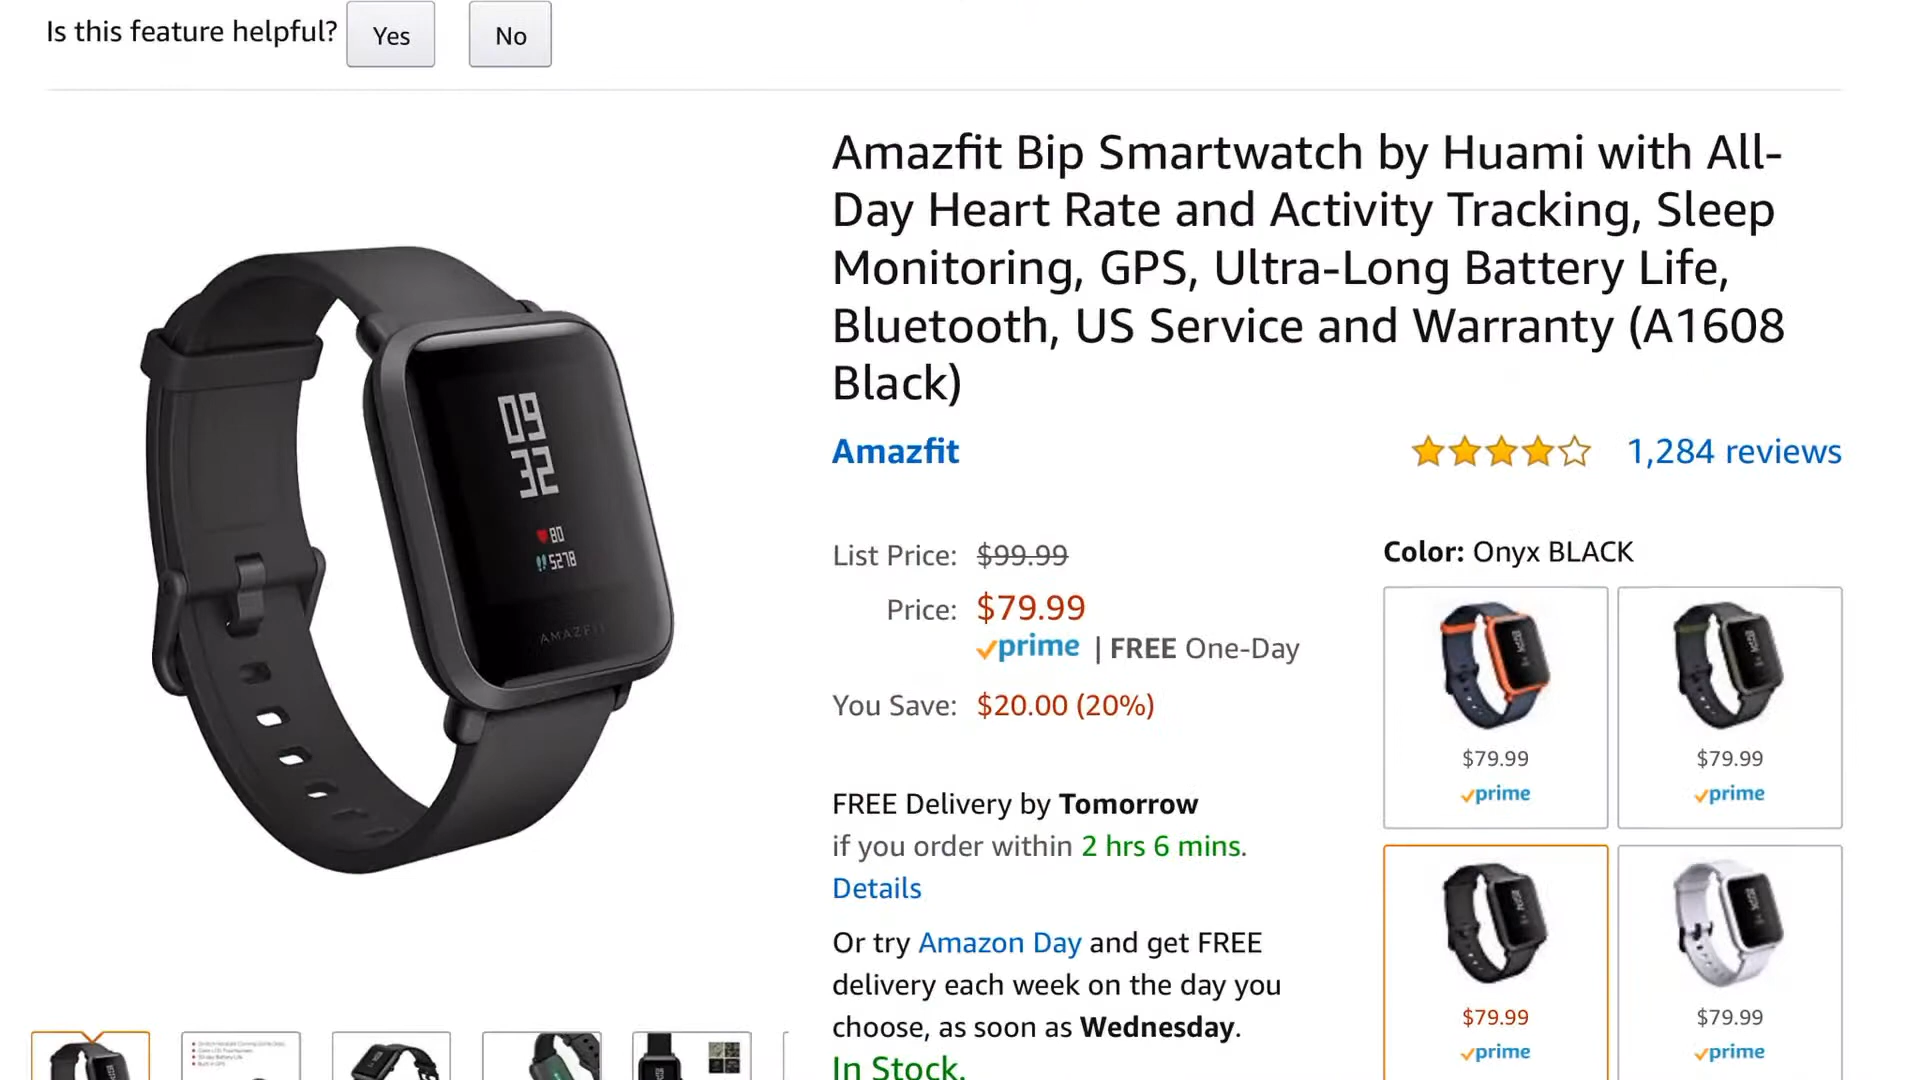 Is this feature helpful? Yes No
Amazfit Bip Smartwatch by Huami with All-
Day Heart Rate and Activity Tracking, Sleep
Monitoring, GPS, Ultra-Long Battery Life,
Bluetooth, US Service and Warranty (A1608
Black)
Amazfit 1,284 reviews
09
32
80
5278
AMAZFIT
List Price: $99.99
Price: $79.99
prime | FREE One-Day
You Save: $20.00 (20%)
FREE Delivery by Tomorrow
if you order within 2 hrs 6 mins.
Details
Or try Amazon Day and get FREE
delivery each week on the day you
choose, as soon as Wednesday.
In Stock.
Color: Onyx BLACK
$79.99 $79.99
prime prime
$79.99 $79.99
prime prime